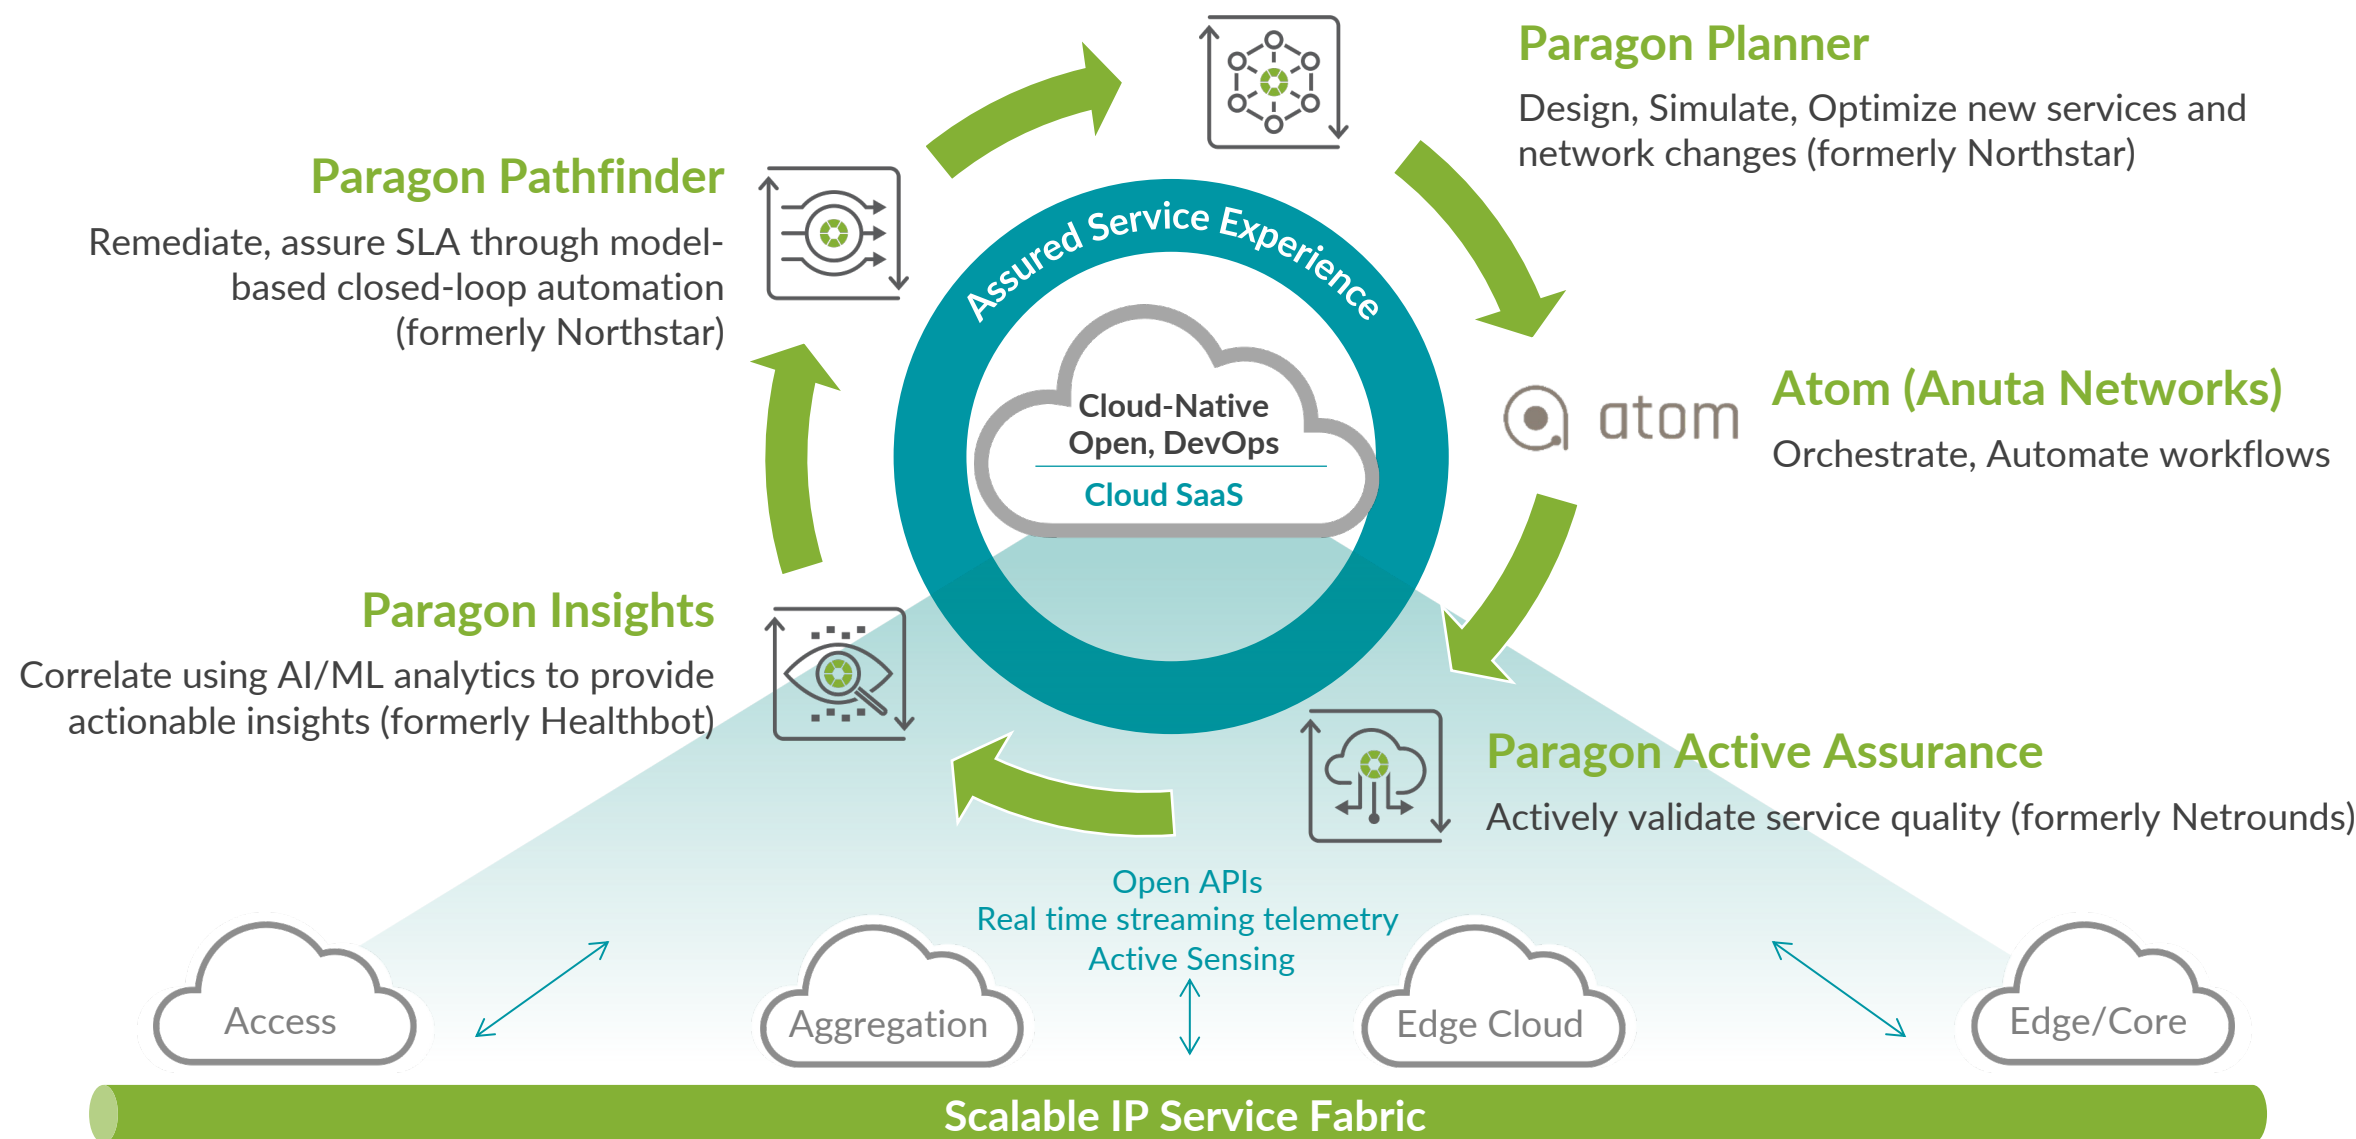 Paragon Planner
Design, Simulate, Optimize new services and
network changes (formerly Northstar)
Paragon Pathfinder
Remediate, assure SLA through model-
based closed-loop automation
(formerly Northstar)
Assured Service Experience
Cloud-Native
Open, DevOps
Cloud SaaS
atom
Atom (Anuta Networks)
Orchestrate, Automate workflows
Paragon Insights
Correlate using AI/ML analytics to provide
actionable insights (formerly Healthbot)
Paragon Active Assurance
Actively validate service quality (formerly Netrounds)
Open APIs
Real time streaming telemetry
Active Sensing
Access
Aggregation
Edge Cloud
Edge/Core
Scalable IP Service Fabric